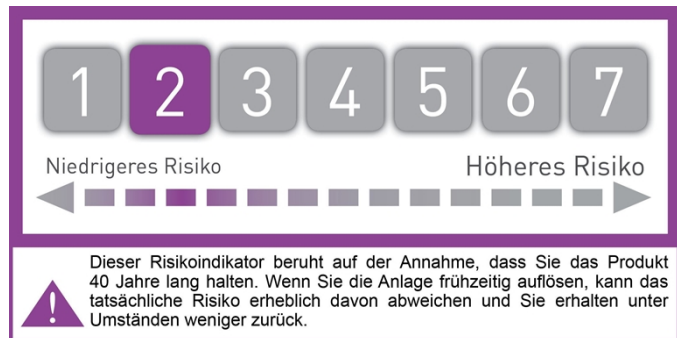 1 2 3 4 5 6 7
Niedrigeres Risiko Höheres Risiko
Dieser Risikoindikator beruht auf der Annahme, dass Sie das Produkt
40 Jahre lang halten. Wenn Sie die Anlage frühzeitig auflösen, kann das
tatsächliche Risiko erheblich davon abweichen und Sie erhalten unter
Umständen weniger zurück.